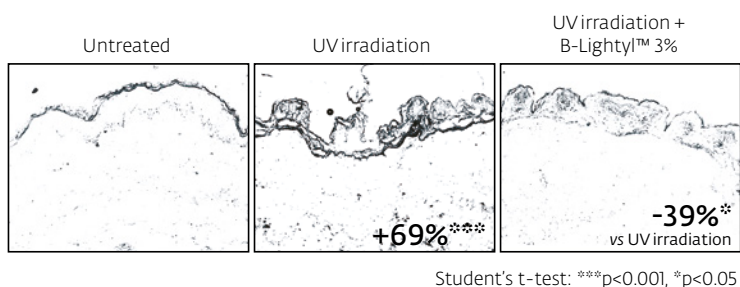 Untreated
UV irradiation
UV irradiation +
B-Lightyl™ 3%
+69%***
-39%*
vs UV irradiation
Student's t-test: ***p<0.001, *p<0.05